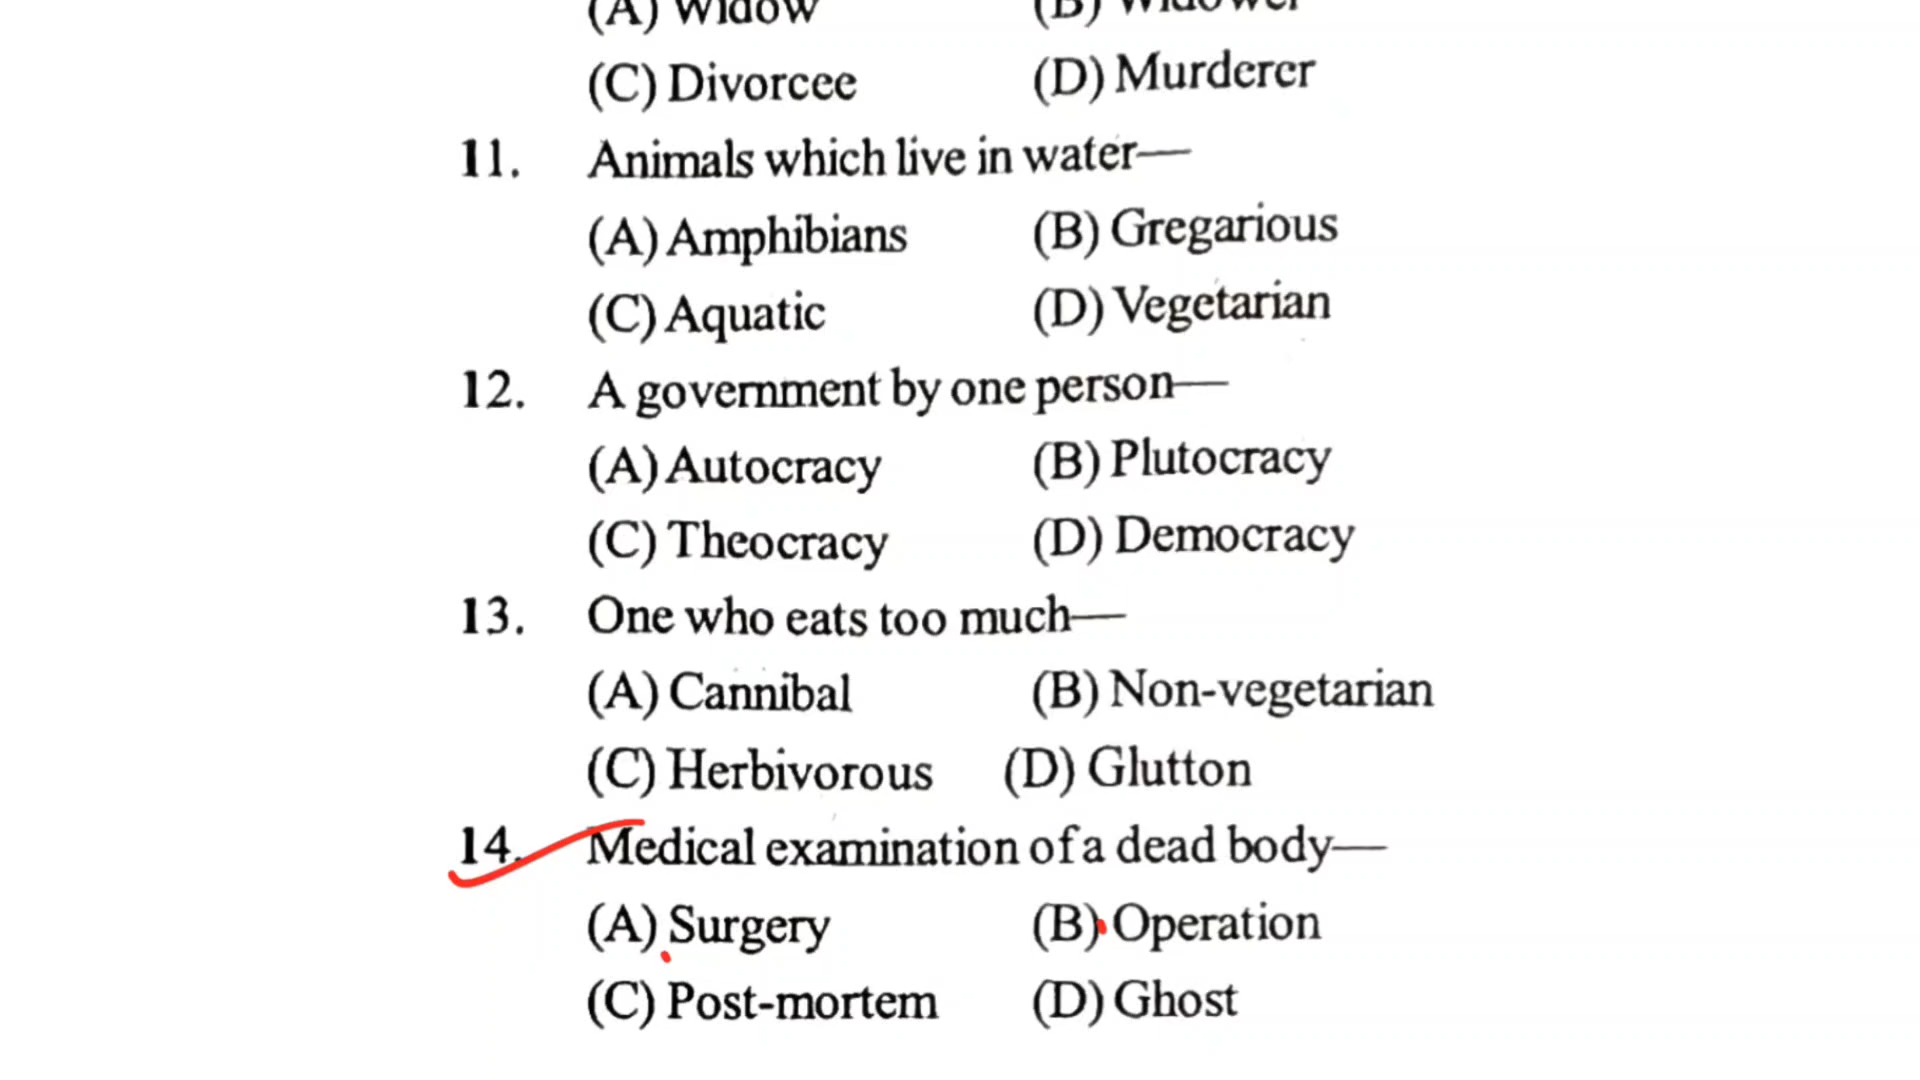 (A) Widow (B) Widower
(C) Divorcee (D) Murderer
11. Animals which live in water—
(A) Amphibians (B) Gregarious
(C) Aquatic (D) Vegetarian
12. A government by one person—
(A) Autocracy (B) Plutocracy
(C) Theocracy (D) Democracy
13. One who eats too much—
(A) Cannibal (B) Non-vegetarian
(C) Herbivorous (D) Glutton
14. Medical examination of a dead body—
(A) Surgery (B) Operation
(C) Post-mortem (D) Ghost